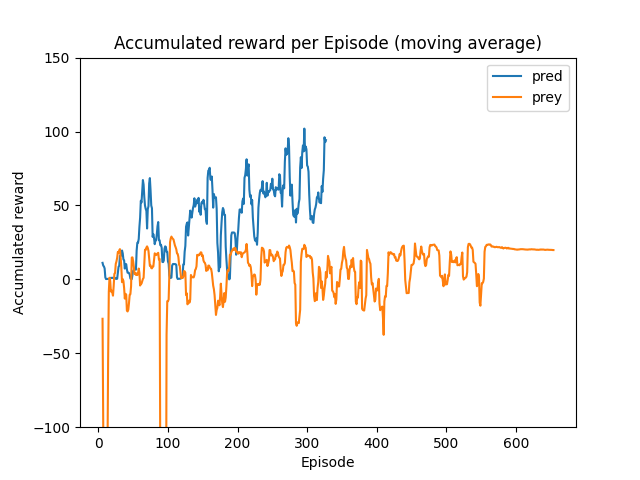 Accumulated reward per Episode (moving average)
150
100
50
0
−50
−100
Accumulated reward
pred
prey
0
100
200
300
400
500
600
Episode